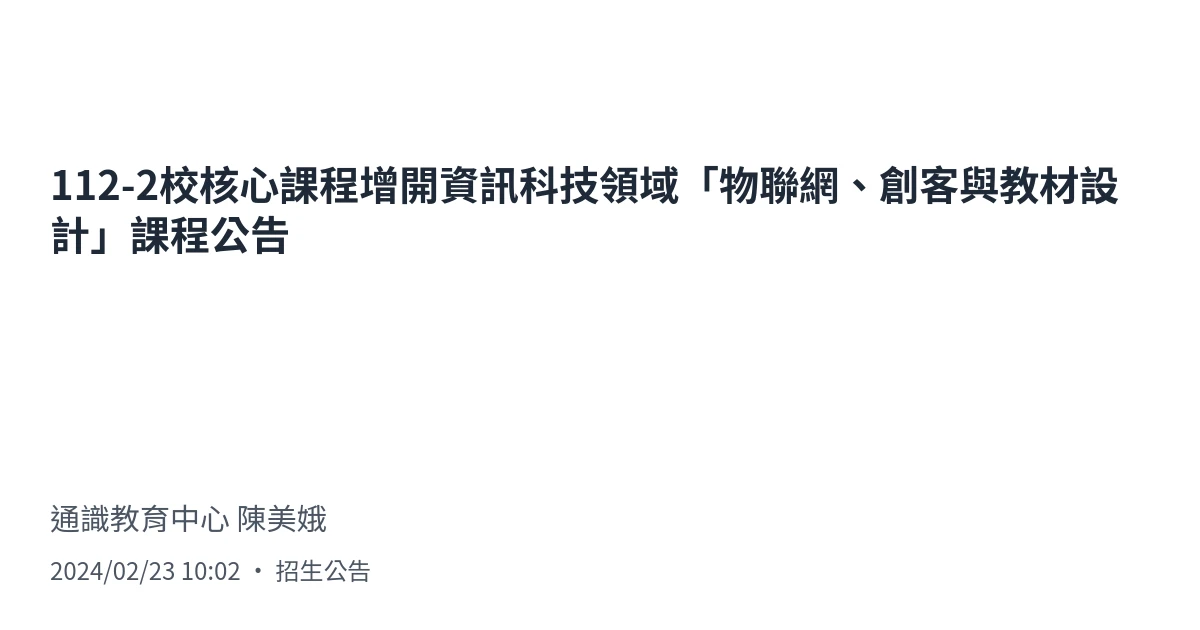 112-2校核心課程增開資訊科技領域「物聯網、創客與教材設
計」課程公告
通識教育中心 陳美娥
2024/02/23 10:02 ・ 招生公告